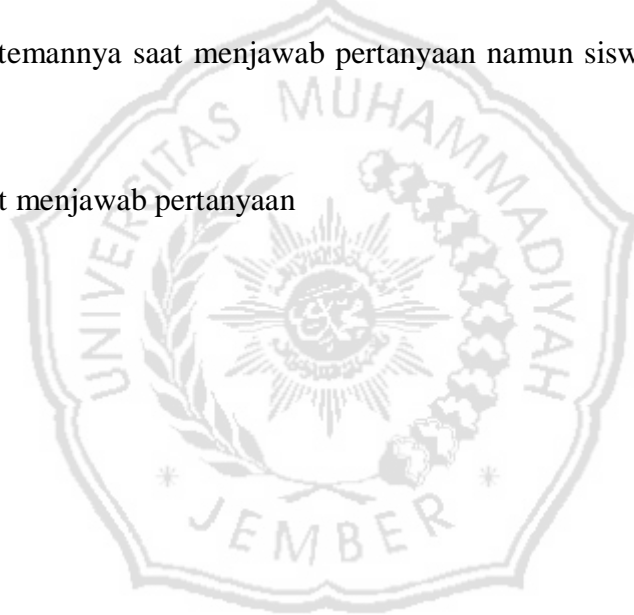 temannya saat menjawab pertanyaan namun sisw
t menjawab pertanyaan
UNIVERSITAS MUHAMMADIYAH
JEMBER